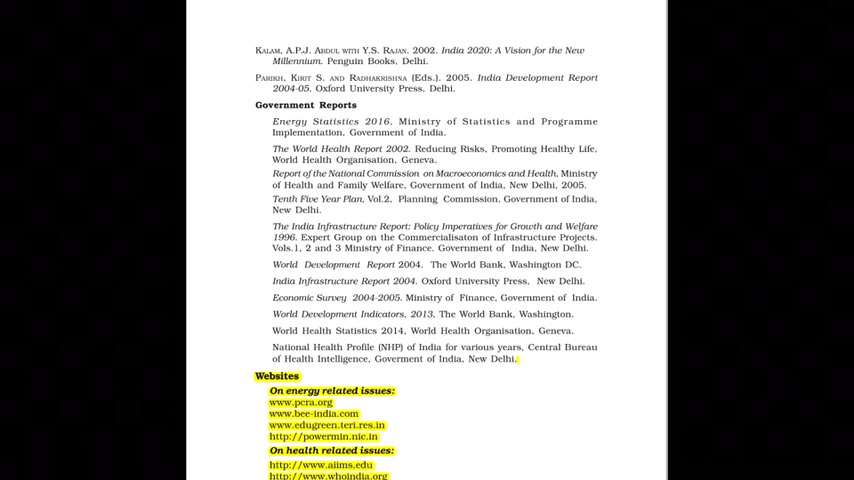 KALAM, A.P.J. ABDUL WITH Y.S. RAJAN. 2002. India 2020: A Vision for the New
Millennium. Penguin Books, Delhi.
PARIKH, KIRIT S. AND RADHAKRISHNA (Eds.). 2005. India Development Report
2004-05. Oxford University Press, Delhi.
Government Reports
Energy Statistics 2016, Ministry of Statistics and Programme
Implementation, Government of India.
The World Health Report 2002. Reducing Risks, Promoting Healthy Life,
World Health Organisation, Geneva.
Report of the National Commission on Macroeconomics and Health, Ministry
of Health and Family Welfare, Government of India, New Delhi, 2005.
Tenth Five Year Plan, Vol.2, Planning Commission, Government of India,
New Delhi.
The India Infrastructure Report: Policy Imperatives for Growth and Welfare
1996. Expert Group on the Commercialisaton of Infrastructure Projects.
Vols.1, 2 and 3 Ministry of Finance. Government of India, New Delhi.
World Development Report 2004. The World Bank, Washington DC.
India Infrastructure Report 2004. Oxford University Press, New Delhi.
Economic Survey 2004-2005. Ministry of Finance, Government of India.
World Development Indicators, 2013, The World Bank, Washington.
World Health Statistics 2014, World Health Organisation, Geneva.
National Health Profile (NHP) of India for various years, Central Bureau
of Health Intelligence, Goverment of India, New Delhi.
Websites
On energy related issues:
www.pcra.org
www.bee-india.com
www.edugreen.teri.res.in
http://powermin.nic.in
On health related issues:
http://www.aiims.edu
http://www.whoindia.org